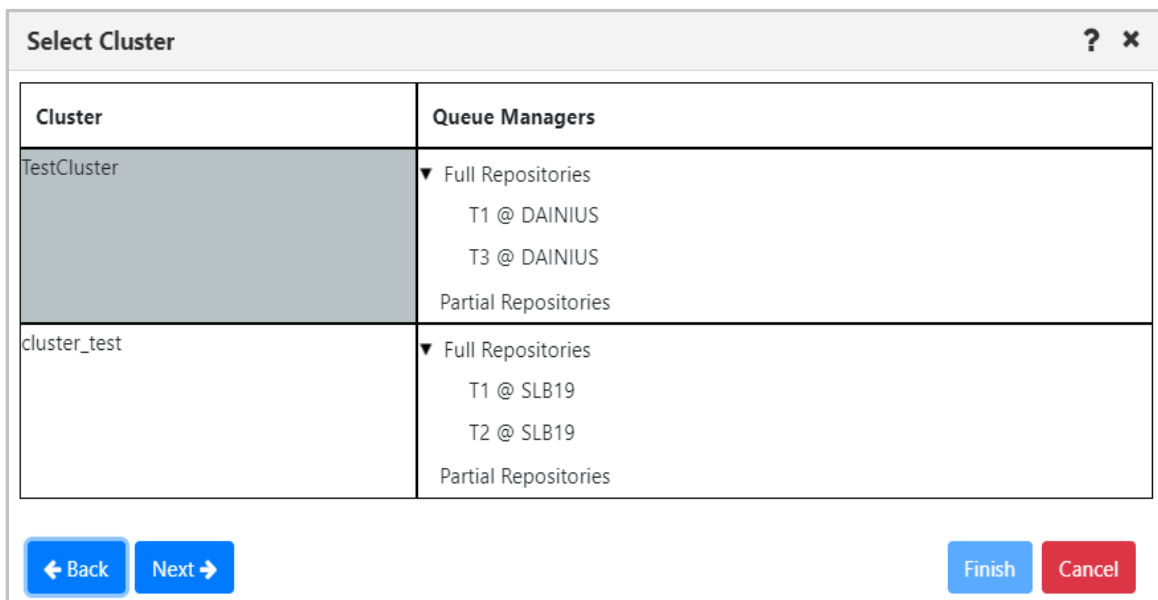 Select Cluster ? ×
Cluster Queue Managers
TestCluster
▼ Full Repositories
T1 @ DAINIUS
T3 @ DAINIUS
Partial Repositories
cluster_test
▼ Full Repositories
T1 @ SLB19
T2 @ SLB19
Partial Repositories
← Back Next → Finish Cancel